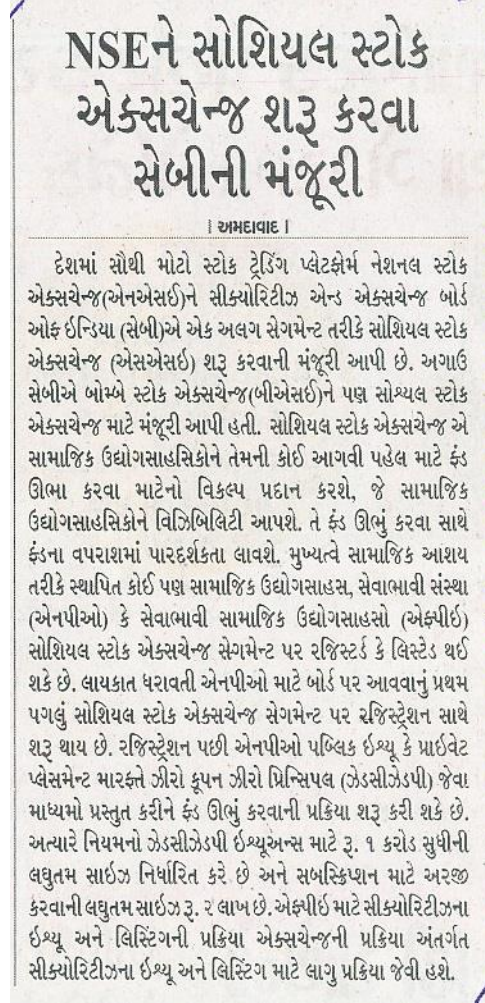 NSEને સોશિયલ સ્ટોક
એક્સચેન્જ શરૂ કરવા
સેબીની મંજૂરી
। અમદાવાદ ।
દેશમાં સૌથી મોટો સ્ટોક ટ્રેડિંગ પ્લેટફોર્મ નેશનલ સ્ટોક
એક્સચેન્જ(એનએસઈ)ને સીક્યોરિટીઝ એન્ડ એક્સચેન્જ બોર્ડ
ઓફ ઇન્ડિયા (સેબી)એ એક અલગ સેગમેન્ટ તરીકે સોશિયલ સ્ટોક
એક્સચેન્જ (એસએસઇ) શરૂ કરવાની મંજૂરી આપી છે. અગાઉ
સેબીએ બોમ્બે સ્ટોક એક્સચેન્જ(બીએસઈ)ને પણ સોશ્યલ સ્ટોક
એક્સચેન્જ માટે મંજૂરી આપી હતી. સોશિયલ સ્ટોક એક્સચેન્જ એ
સામાજિક ઉદ્યોગસાહસિકોને તેમની કોઈ આગવી પહેલ માટે ફંડ
ઊભા કરવા માટેનો વિકલ્પ પ્રદાન કરશે, જે સામાજિક
ઉદ્યોગસાહસિકોને વિઝિબિલિટી આપશે. તે ફંડ ઊભું કરવા સાથે
ફંડના વપરાશમાં પારદર્શકતા લાવશે. મુખ્યત્વે સામાજિક આશય
તરીકે સ્થાપિત કોઈ પણ સામાજિક ઉદ્યોગસાહસ, સેવાભાવી સંસ્થા
(એનપીઓ) કે સેવાભાવી સામાજિક ઉદ્યોગસાહસો (એફપીઇ)
સોશિયલ સ્ટોક એક્સચેન્જ સેગમેન્ટ પર રજિસ્ટર્ડ કે લિસ્ટેડ થઈ
શકે છે. લાયકાત ધરાવતી એનપીઓ માટે બોર્ડ પર આવવાનું પ્રથમ
પગલું સોશિયલ સ્ટોક એક્સચેન્જ સેગમેન્ટ પર રજિસ્ટ્રેશન સાથે
શરૂ થાય છે. રજિસ્ટ્રેશન પછી એનપીઓ પબ્લિક ઇશ્યૂ કે પ્રાઇવેટ
પ્લેસમેન્ટ મારફ્તે ઝીરો કૂપન ઝીરો પ્રિન્સિપલ (ઝેડસીઝેડપી) જેવા
માધ્યમો પ્રસ્તુત કરીને ફંડ ઊભું કરવાની પ્રક્રિયા શરૂ કરી શકે છે.
અત્યારે નિયમનો ઝેડસીઝેડપી ઇશ્યૂઅન્સ માટે રૂ. ૧ કરોડ સુધીની
લઘુતમ સાઇઝ નિર્ધારિત કરે છે અને સબસ્ક્રિપ્શન માટે અરજી
કરવાની લઘુતમ સાઇઝ રૂ. ૨ લાખ છે. એફપીઇ માટે સીક્યોરિટીઝના
ઇશ્યૂ અને લિસ્ટિંગની પ્રક્રિયા એક્સચેન્જની પ્રક્રિયા અંતર્ગત
સીક્યોરિટીઝના ઇશ્યૂ અને લિસ્ટિંગ માટે લાગુ પ્રક્રિયા જેવી હશે.